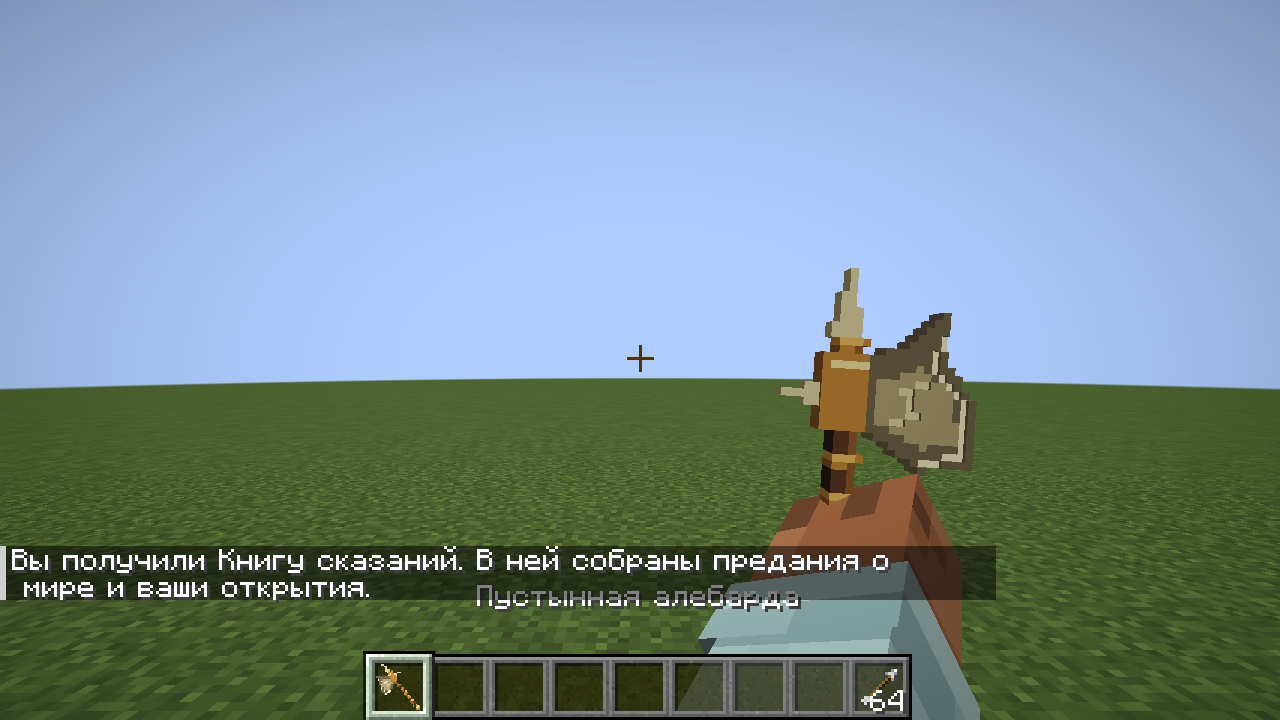 Вы получили Книгу сказаний. В ней собраны предания о
мире и ваши открытия.
Пустынная алебарда
64